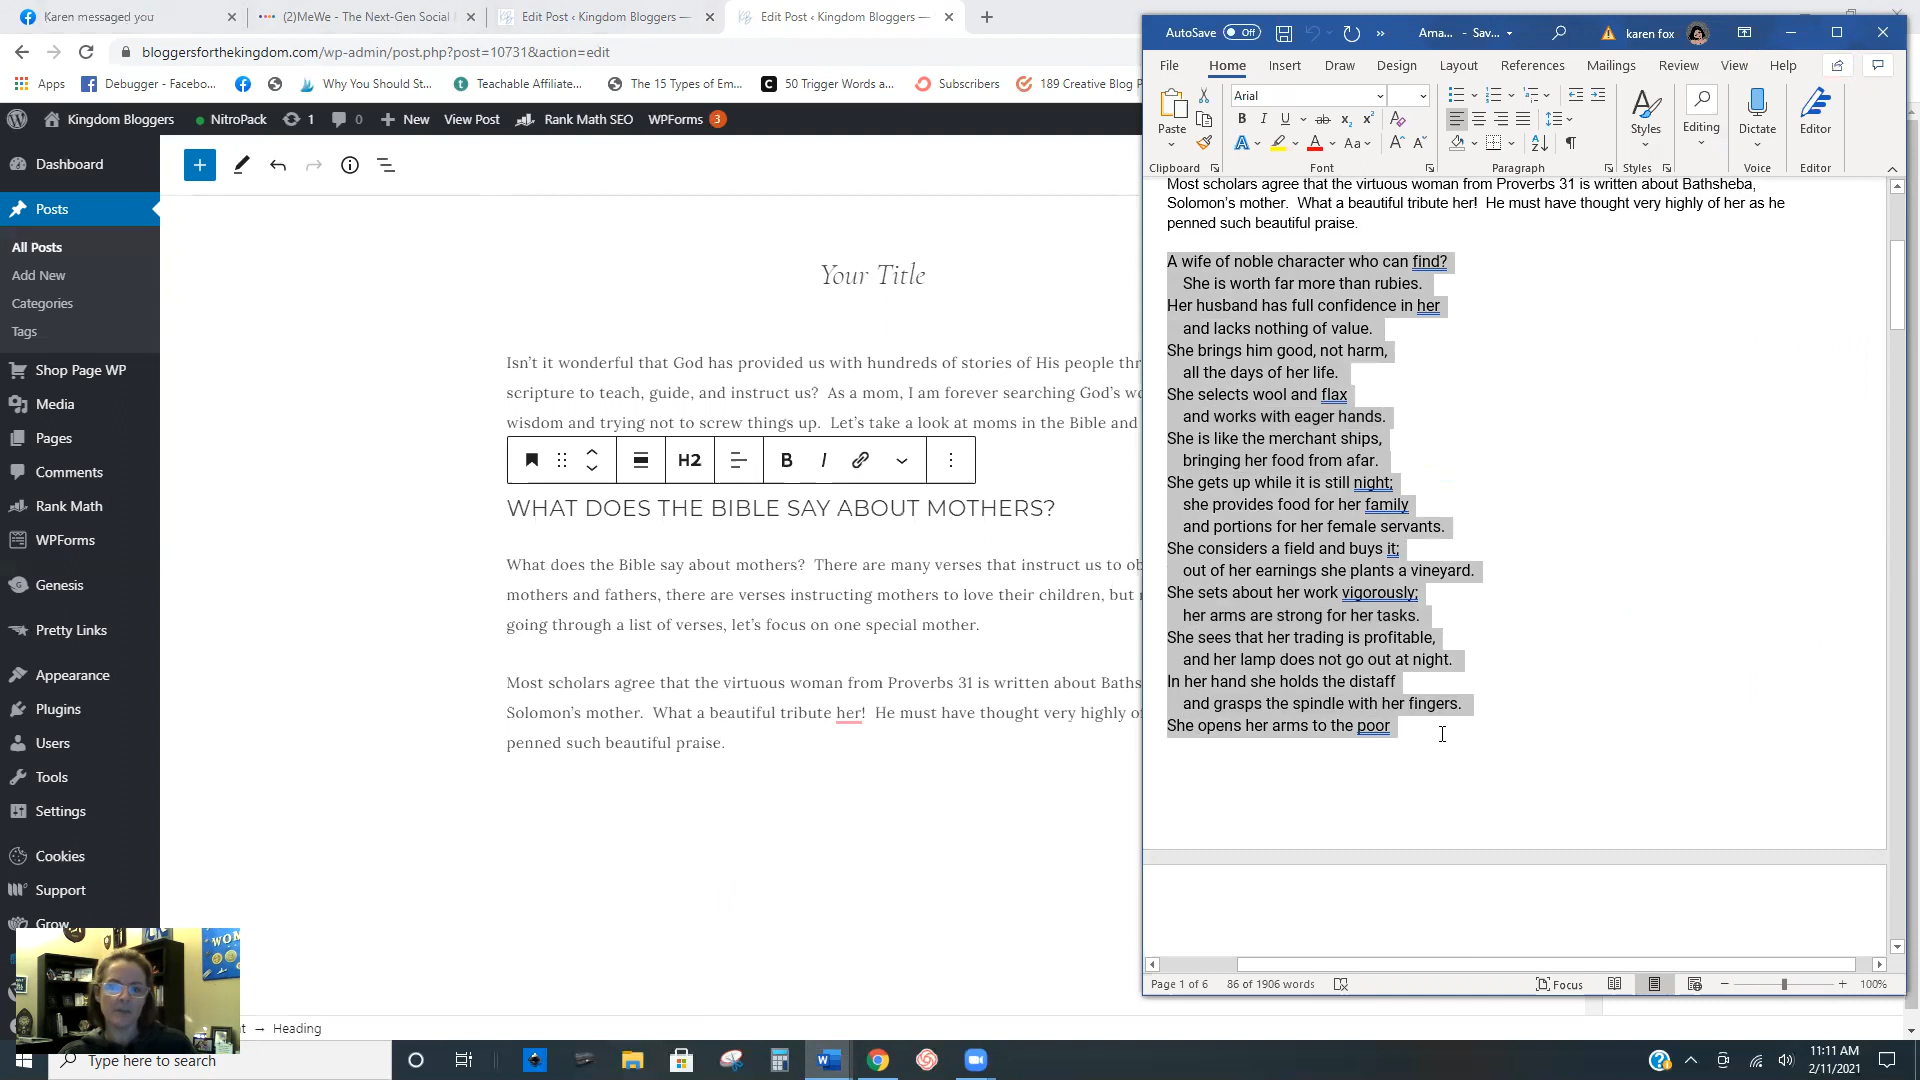 Karen messaged you
(2)MeWe - The Next-Gen Social
Edit Post ‹ Kingdom Bloggers —
Edit Post ‹ Kingdom Bloggers —
bloggersforthekingdom.com/wp-admin/post.php?post=10731&action=edit
Apps
Debugger - Facebo...
Why You Should St...
Teachable Affiliate...
The 15 Types of Em...
50 Trigger Words a...
Subscribers
189 Creative Blog P
Kingdom Bloggers
NitroPack
1
0
New
View Post
Rank Math SEO
WPForms 3
Dashboard
Posts
All Posts
Add New
Categories
Tags
Shop Page WP
Media
Pages
Comments
Rank Math
WPForms
Genesis
Pretty Links
Appearance
Plugins
Users
Tools
Settings
Cookies
Support
Grow
Your Title
Isn't it wonderful that God has provided us with hundreds of stories of His people thr
scripture to teach, guide, and instruct us?  As a mom, I am forever searching God's wo
wisdom and trying not to screw things up.  Let's take a look at moms in the Bible and
H2
B
I
WHAT DOES THE BIBLE SAY ABOUT MOTHERS?
What does the Bible say about mothers?  There are many verses that instruct us to ob
mothers and fathers, there are verses instructing mothers to love their children, but
going through a list of verses, let's focus on one special mother.
Most scholars agree that the virtuous woman from Proverbs 31 is written about Baths
Solomon's mother.  What a beautiful tribute her!  He must have thought very highly of
penned such beautiful praise.
→ Heading
AutoSave Off
Ama... - Sav...
karen fox
File
Home
Insert
Draw
Design
Layout
References
Mailings
Review
View
Help
Paste
Arial
B I U ab x₂ x²
A A Aa A A
Styles
Editing
Dictate
Editor
Clipboard
Font
Paragraph
Styles
Voice
Editor
Most scholars agree that the virtuous woman from Proverbs 31 is written about Bathsheba,
Solomon's mother.  What a beautiful tribute her!  He must have thought very highly of her as he
penned such beautiful praise.
A wife of noble character who can find?
She is worth far more than rubies.
Her husband has full confidence in her
and lacks nothing of value.
She brings him good, not harm,
all the days of her life.
She selects wool and flax
and works with eager hands.
She is like the merchant ships,
bringing her food from afar.
She gets up while it is still night;
she provides food for her family
and portions for her female servants.
She considers a field and buys it;
out of her earnings she plants a vineyard.
She sets about her work vigorously;
her arms are strong for her tasks.
She sees that her trading is profitable,
and her lamp does not go out at night.
In her hand she holds the distaff
and grasps the spindle with her fingers.
She opens her arms to the poor
Page 1 of 6
86 of 1906 words
Focus
100%
Type here to search
11:11 AM
2/11/2021